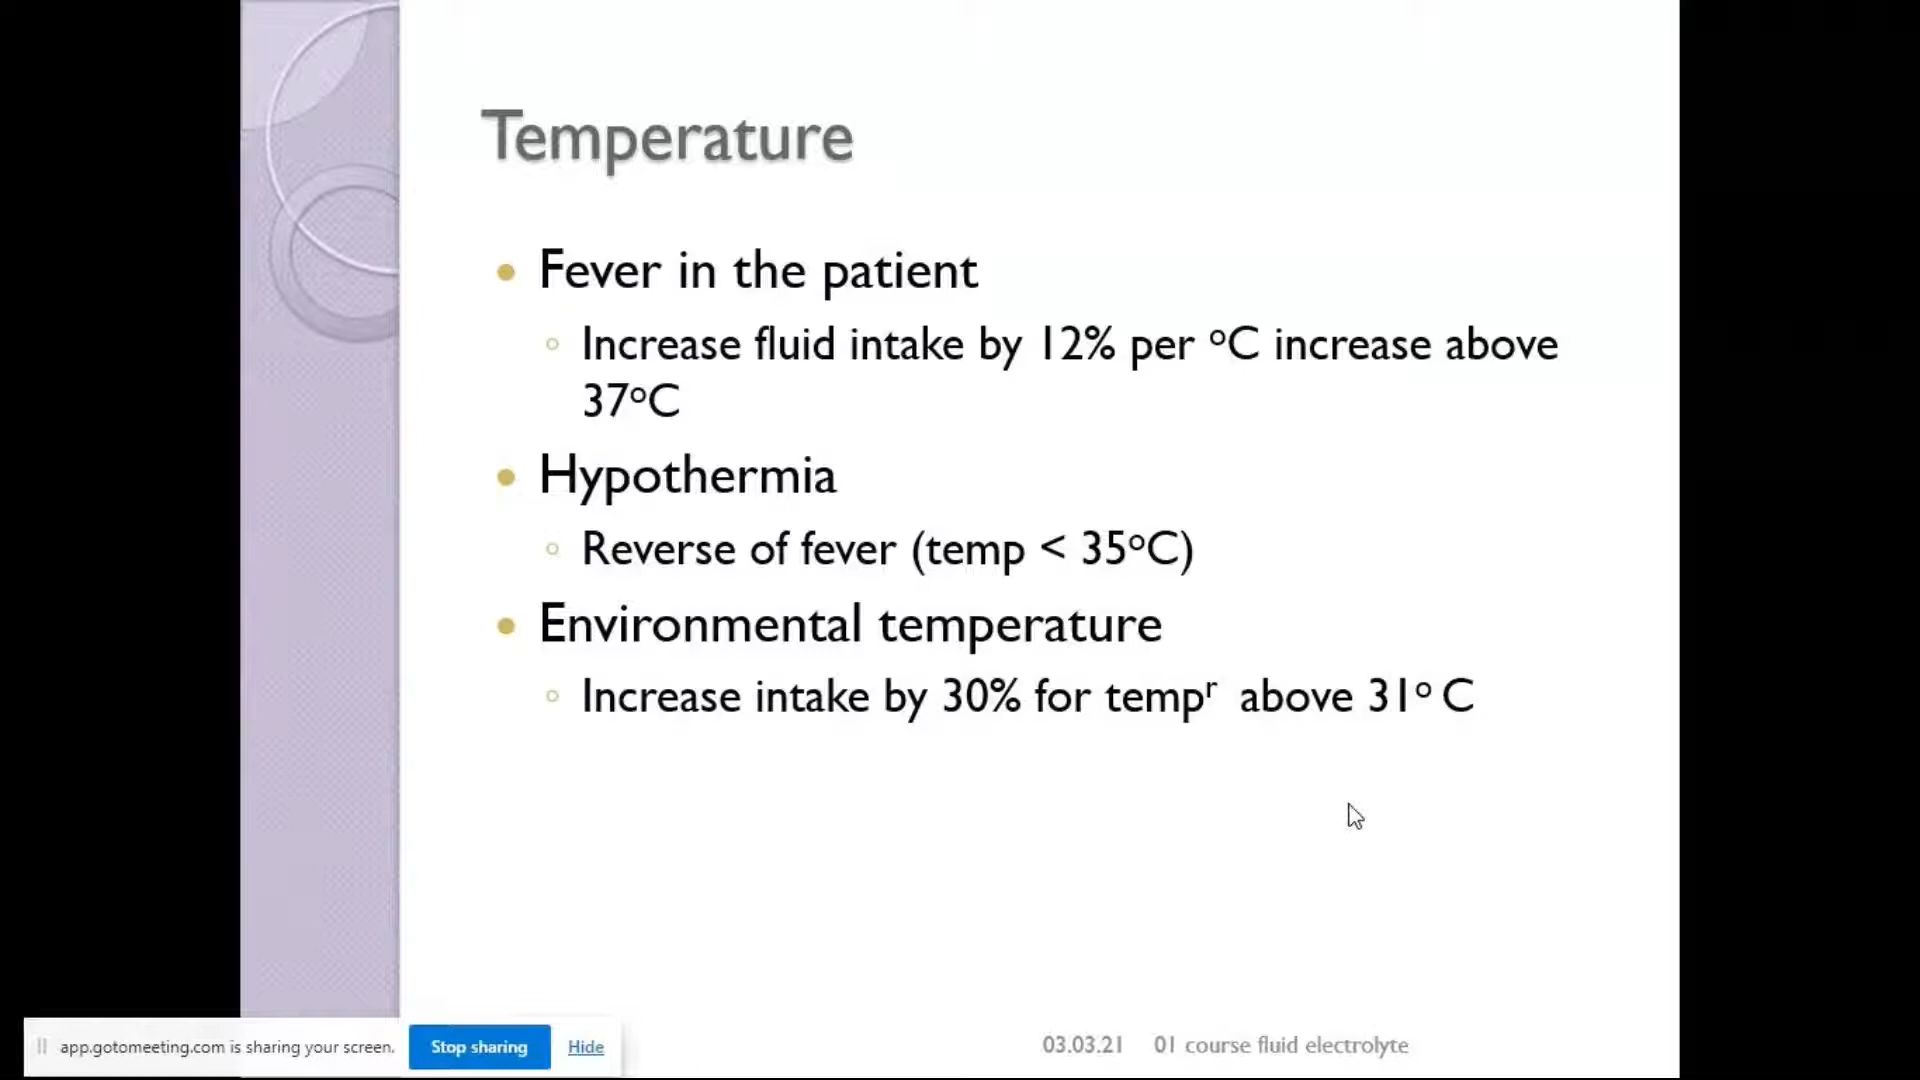 Temperature
• Fever in the patient
◦ Increase fluid intake by 12% per °C increase above
37°C
• Hypothermia
◦ Reverse of fever (temp < 35°C)
• Environmental temperature
◦ Increase intake by 30% for tempʳ above 31° C
app.gotomeeting.com is sharing your screen. Stop sharing Hide
03.03.21 01 course fluid electrolyte